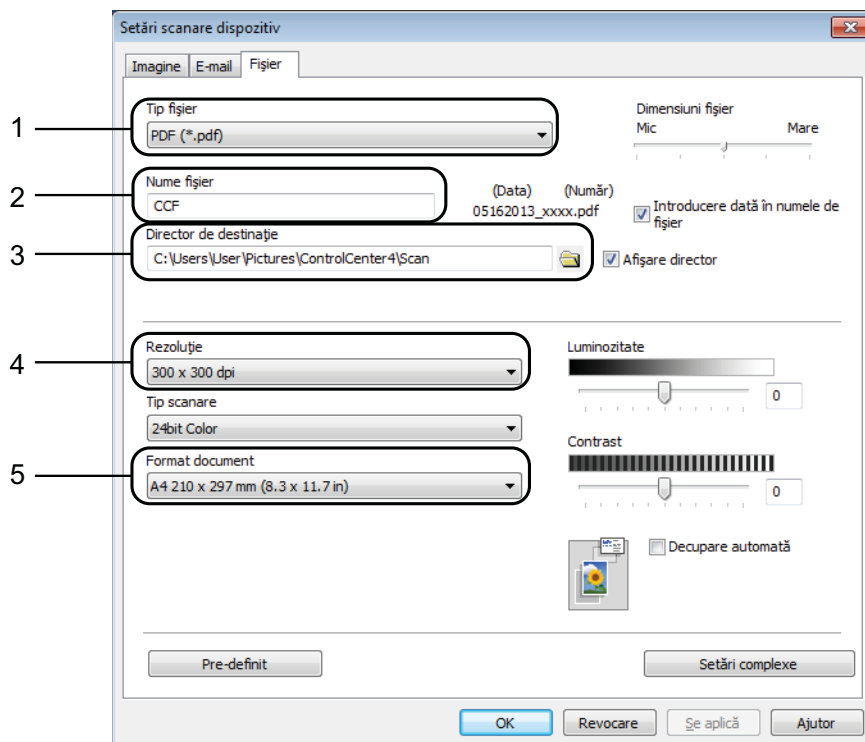 Setări scanare dispozitiv
Imagine E-mail Fişier
1
Tip fişier
PDF (*.pdf)
Dimensiuni fişier
Mic Mare
2
Nume fişier
CCF
(Data) (Număr)
05162013_xxxx.pdf
Introducere dată în numele de fişier
3
Director de destinaţie
C:\Users\User\Pictures\ControlCenter4\Scan
Afişare director
4
Rezoluţie
300 x 300 dpi
Luminozitate
0
Tip scanare
24bit Color
Contrast
0
5
Format document
A4 210 x 297 mm (8.3 x 11.7 in)
Decupare automată
Pre-definit
Setări complexe
OK Revocare Se aplică Ajutor